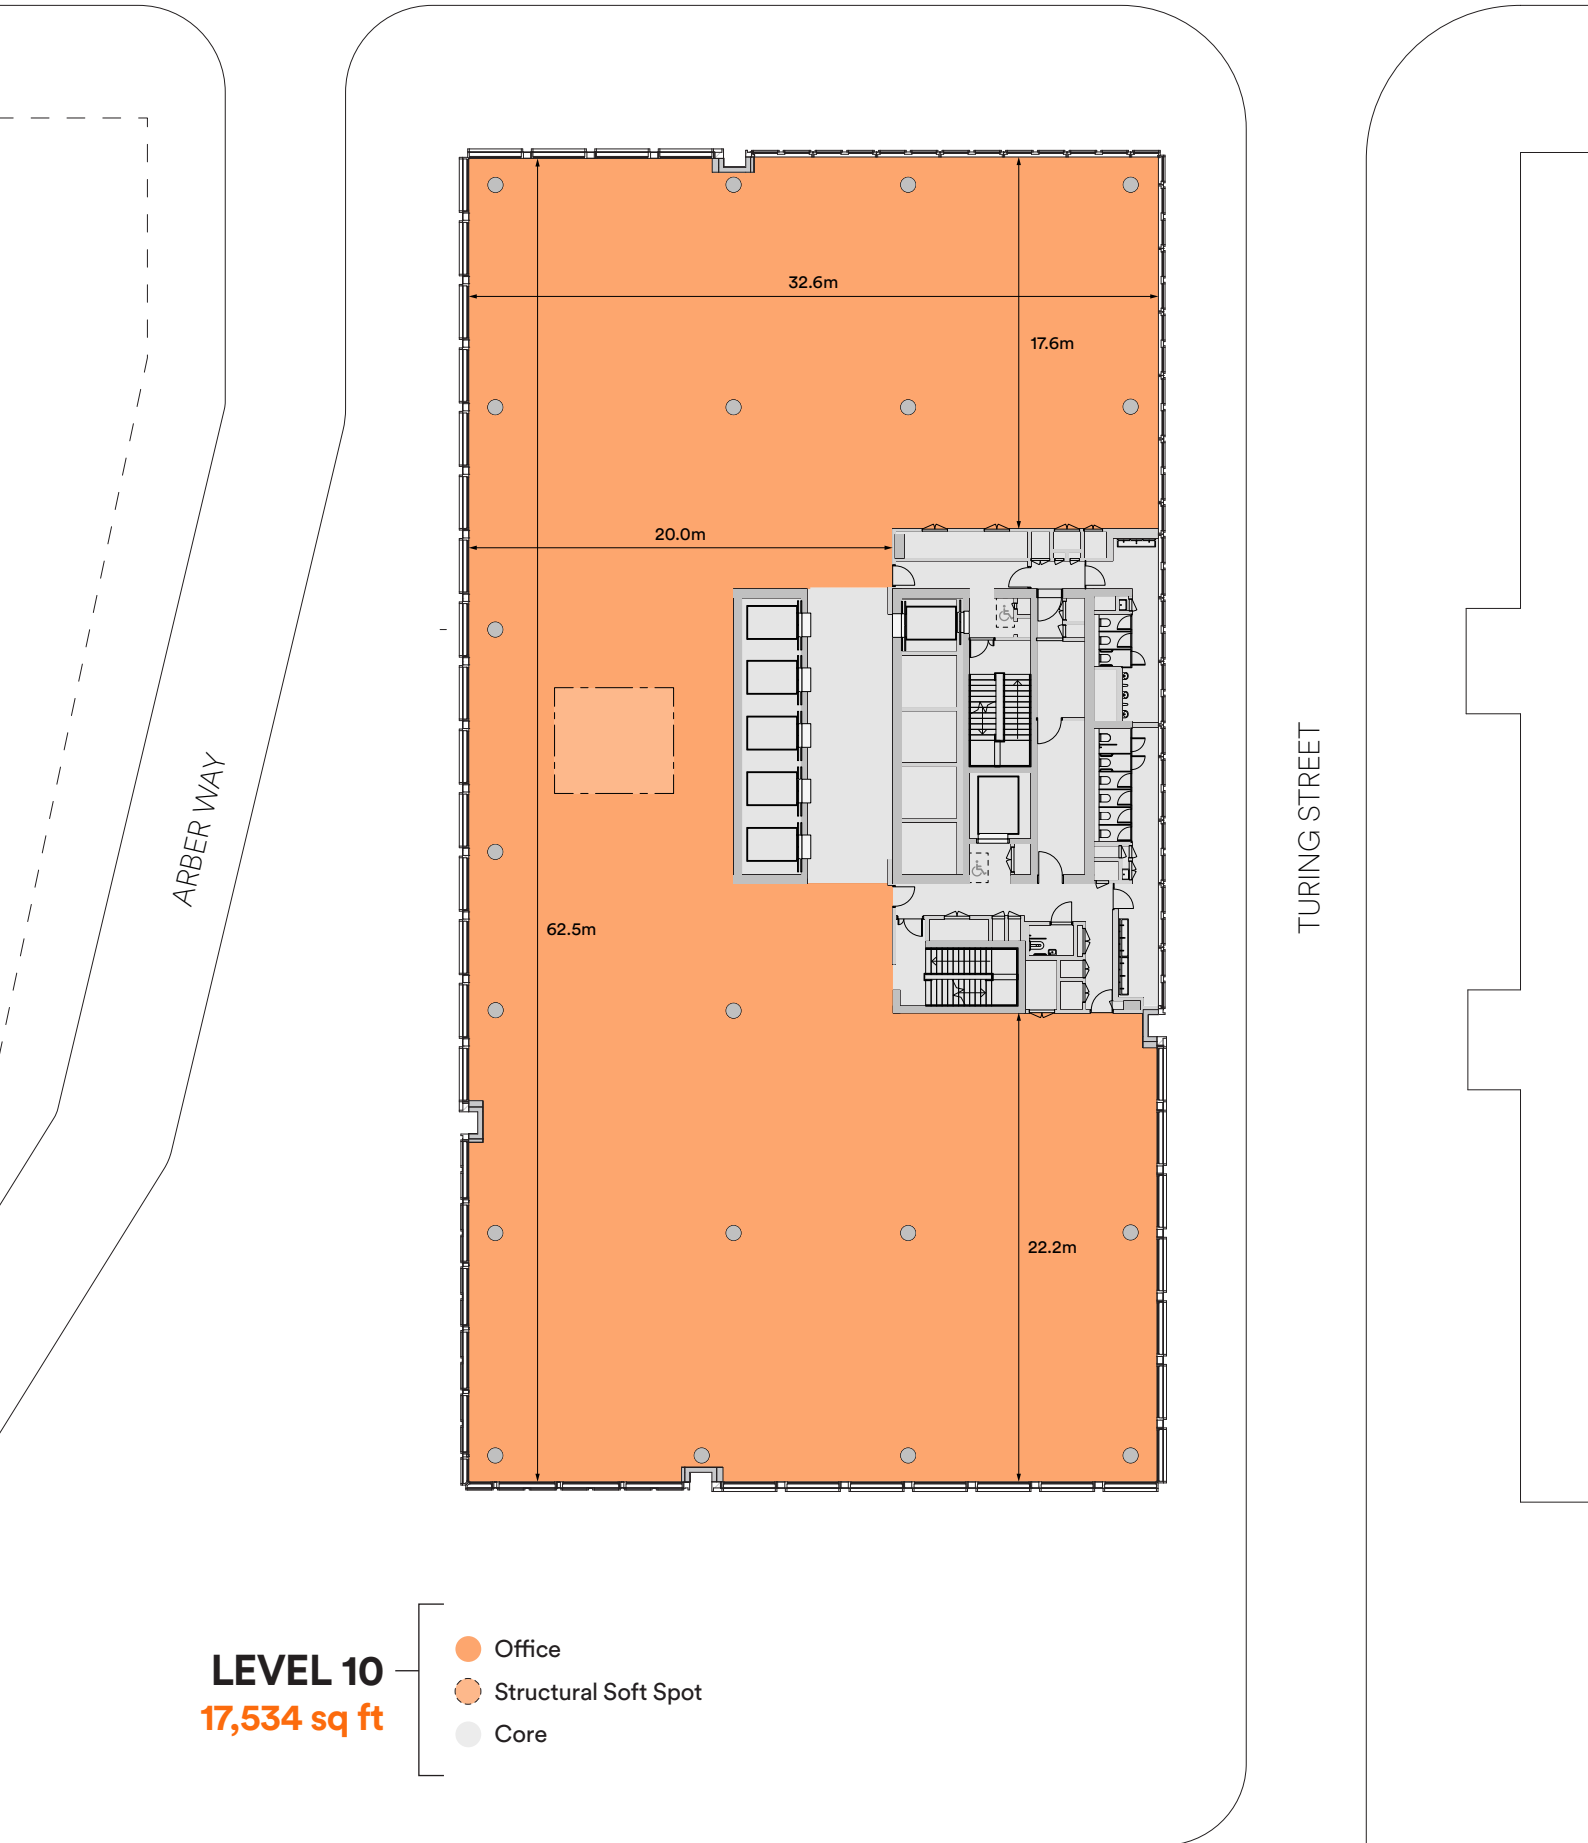 32.6m
17.6m
20.0m
ARBER WAY
TURING STREET
62.5m
22.2m
LEVEL 10
17,534 sq ft
Office
Structural Soft Spot
Core